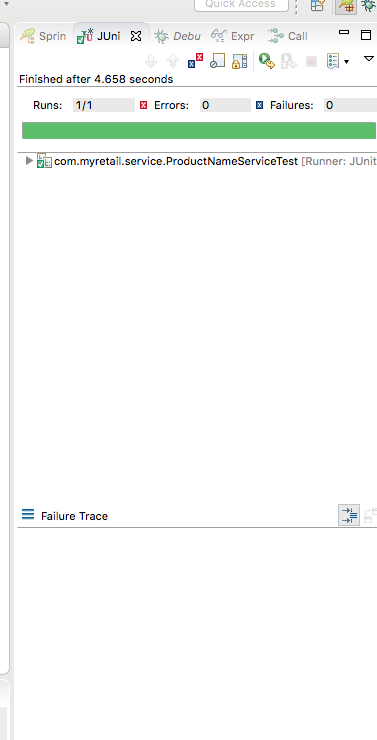 Quick Access
Sprin JUni Debu Expr Call
Finished after 4.658 seconds
Runs: 1/1 Errors: 0 Failures: 0
com.myretail.service.ProductNameServiceTest [Runner: JUnit
Failure Trace